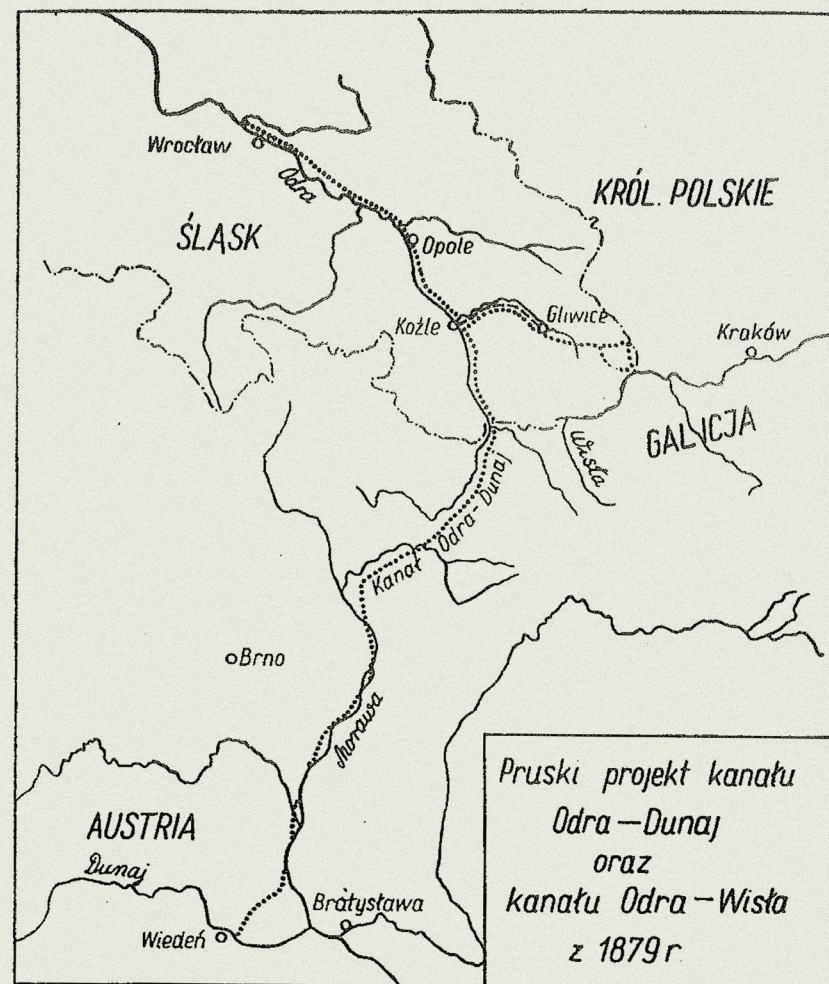 Wrocław
Odra
KRÓL. POLSKIE
ŚLĄSK
Opole
Koźle
Gliwice
Kraków
GALICJA
Wisła
Kanał Odra-Dunaj
Brno
Morawa
AUSTRIA
Dunaj
Wiedeń
Bratysława
Pruski projekt kanału
Odra—Dunaj
oraz
kanału Odra—Wisła
z 1879 r